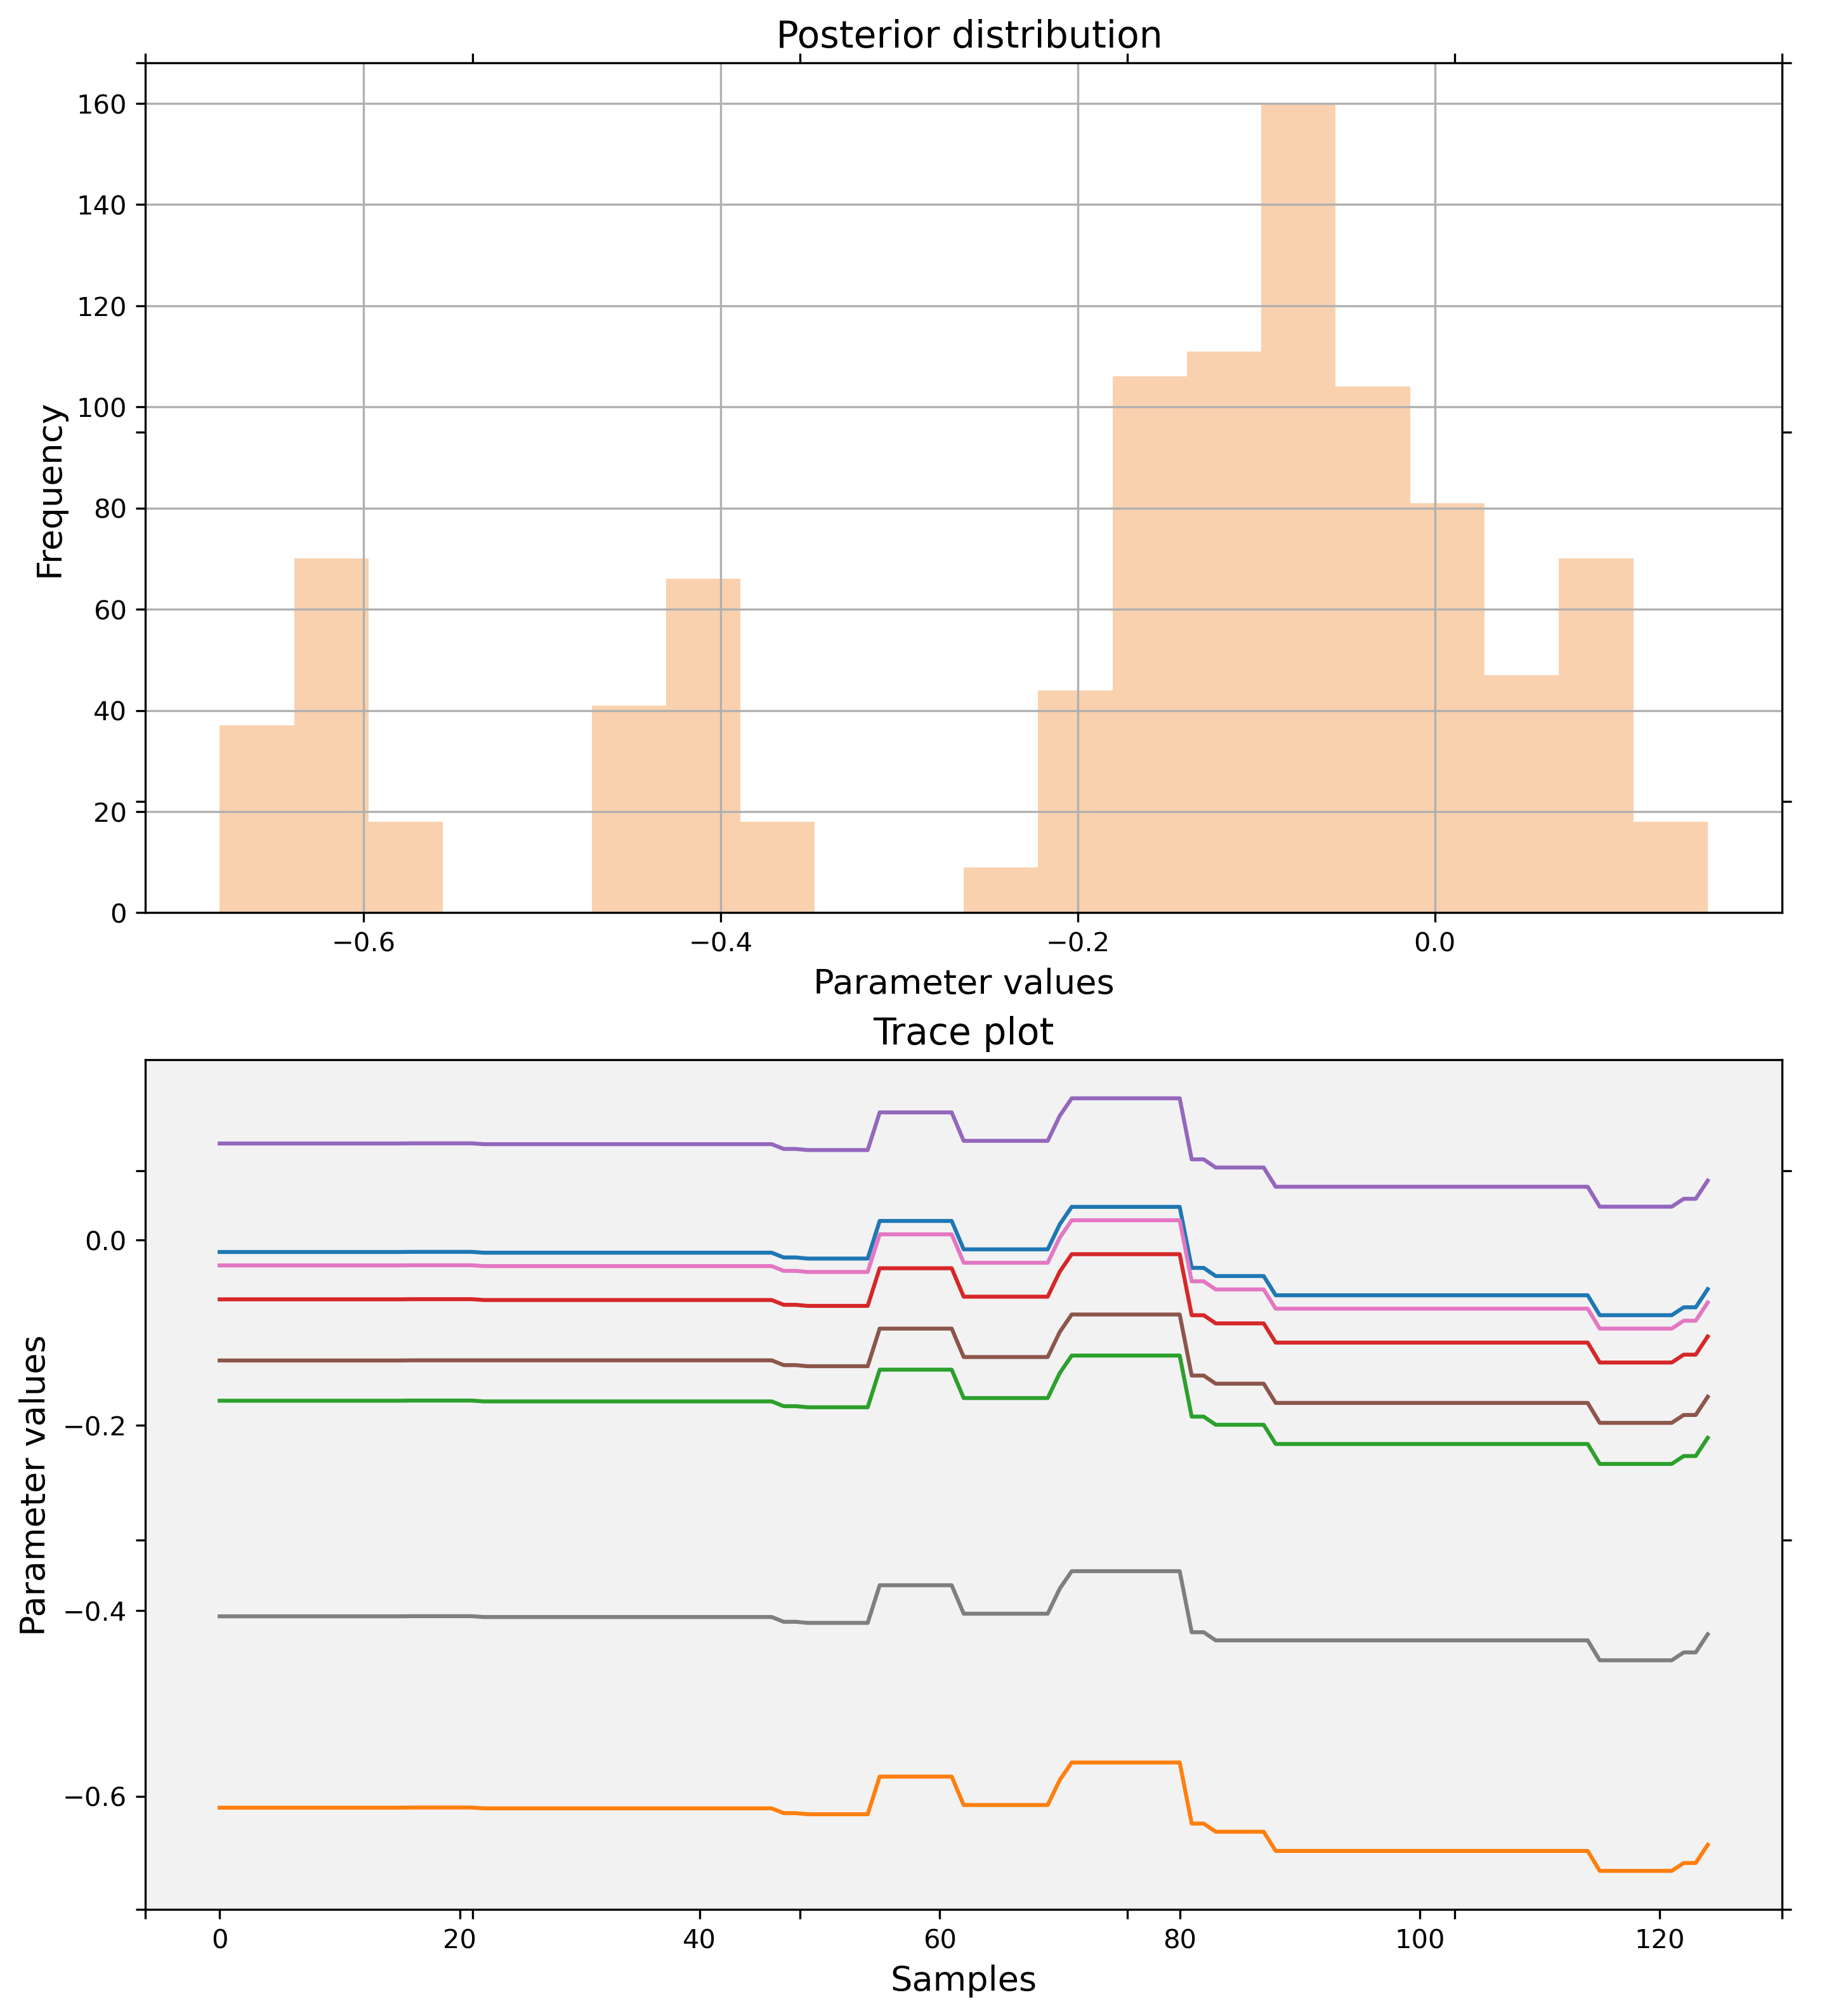 Posterior distribution
160
140
120
100
80
60
40
20
0
Frequency
−0.6 −0.4 −0.2 0.0
Parameter values
Trace plot
0.0
−0.2
−0.4
−0.6
Parameter values
0 20 40 60 80 100 120
Samples